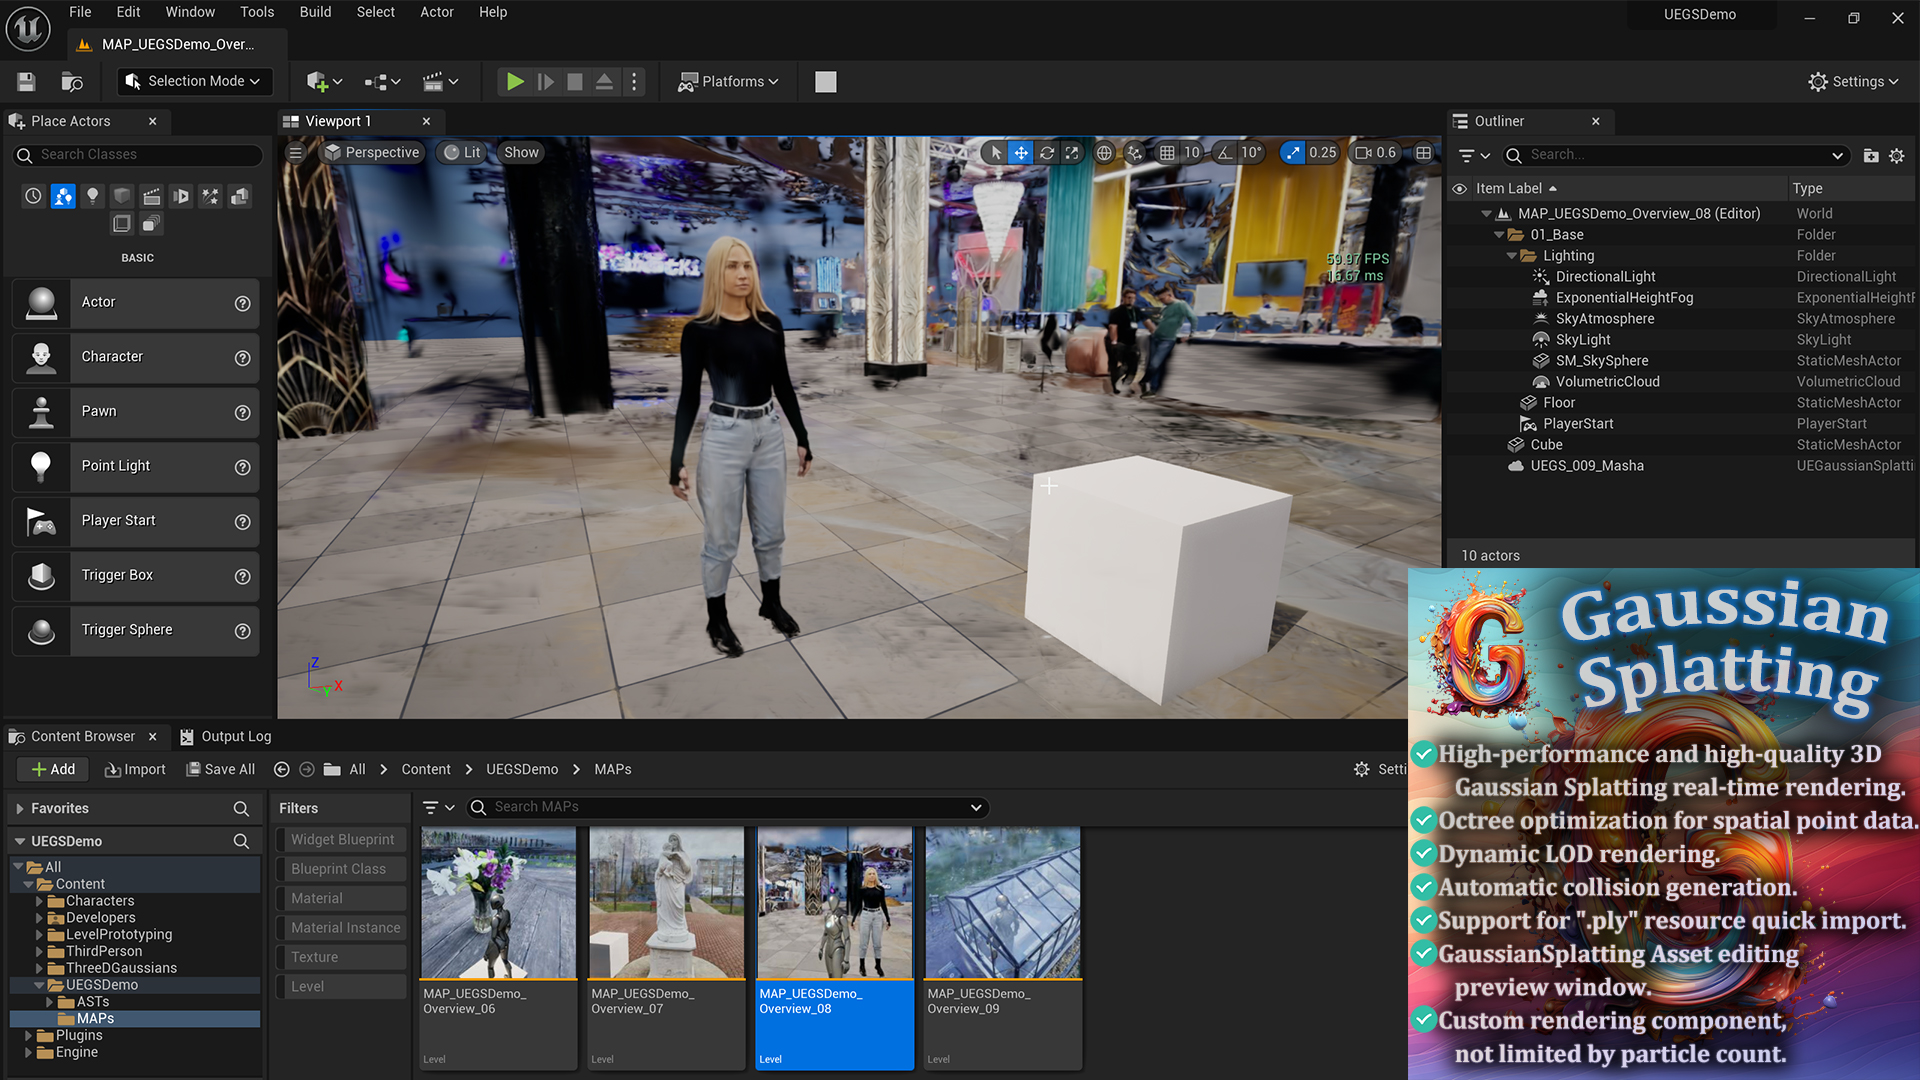 File Edit Window Tools Build Select Actor Help
UEGSDemo
MAP_UEGSDemo_Over...
Selection Mode
Platforms
Settings
Place Actors
Search Classes
BASIC
Actor
Character
Pawn
Point Light
Player Start
Trigger Box
Trigger Sphere
Viewport 1
Perspective Lit Show
10 10° 0.25 0.6
59.97 FPS
16.67 ms
Z
X
Y
Outliner
Search...
Item Label Type
MAP_UEGSDemo_Overview_08 (Editor) World
01_Base Folder
Lighting Folder
DirectionalLight DirectionalLight
ExponentialHeightFog ExponentialHeightF
SkyAtmosphere SkyAtmosphere
SkyLight SkyLight
SM_SkySphere StaticMeshActor
VolumetricCloud VolumetricCloud
Floor StaticMeshActor
PlayerStart PlayerStart
Cube StaticMeshActor
UEGS_009_Masha UEGaussianSplatti
10 actors
Content Browser Output Log
Add Import Save All All > Content > UEGSDemo > MAPs Setti
Favorites
UEGSDemo
All
Content
Characters
Developers
LevelPrototyping
ThirdPerson
ThreeDGaussians
UEGSDemo
ASTs
MAPs
Plugins
Engine
Filters
Widget Blueprint
Blueprint Class
Material
Material Instance
Texture
Level
Search MAPs
MAP_UEGSDemo_
Overview_06
Level
MAP_UEGSDemo_
Overview_07
Level
MAP_UEGSDemo_
Overview_08
Level
MAP_UEGSDemo_
Overview_09
Level
G
Gaussian
Splatting
High-performance and high-quality 3D
Gaussian Splatting real-time rendering.
Octree optimization for spatial point data.
Dynamic LOD rendering.
Automatic collision generation.
Support for ".ply" resource quick import.
GaussianSplatting Asset editing
preview window.
Custom rendering component,
not limited by particle count.